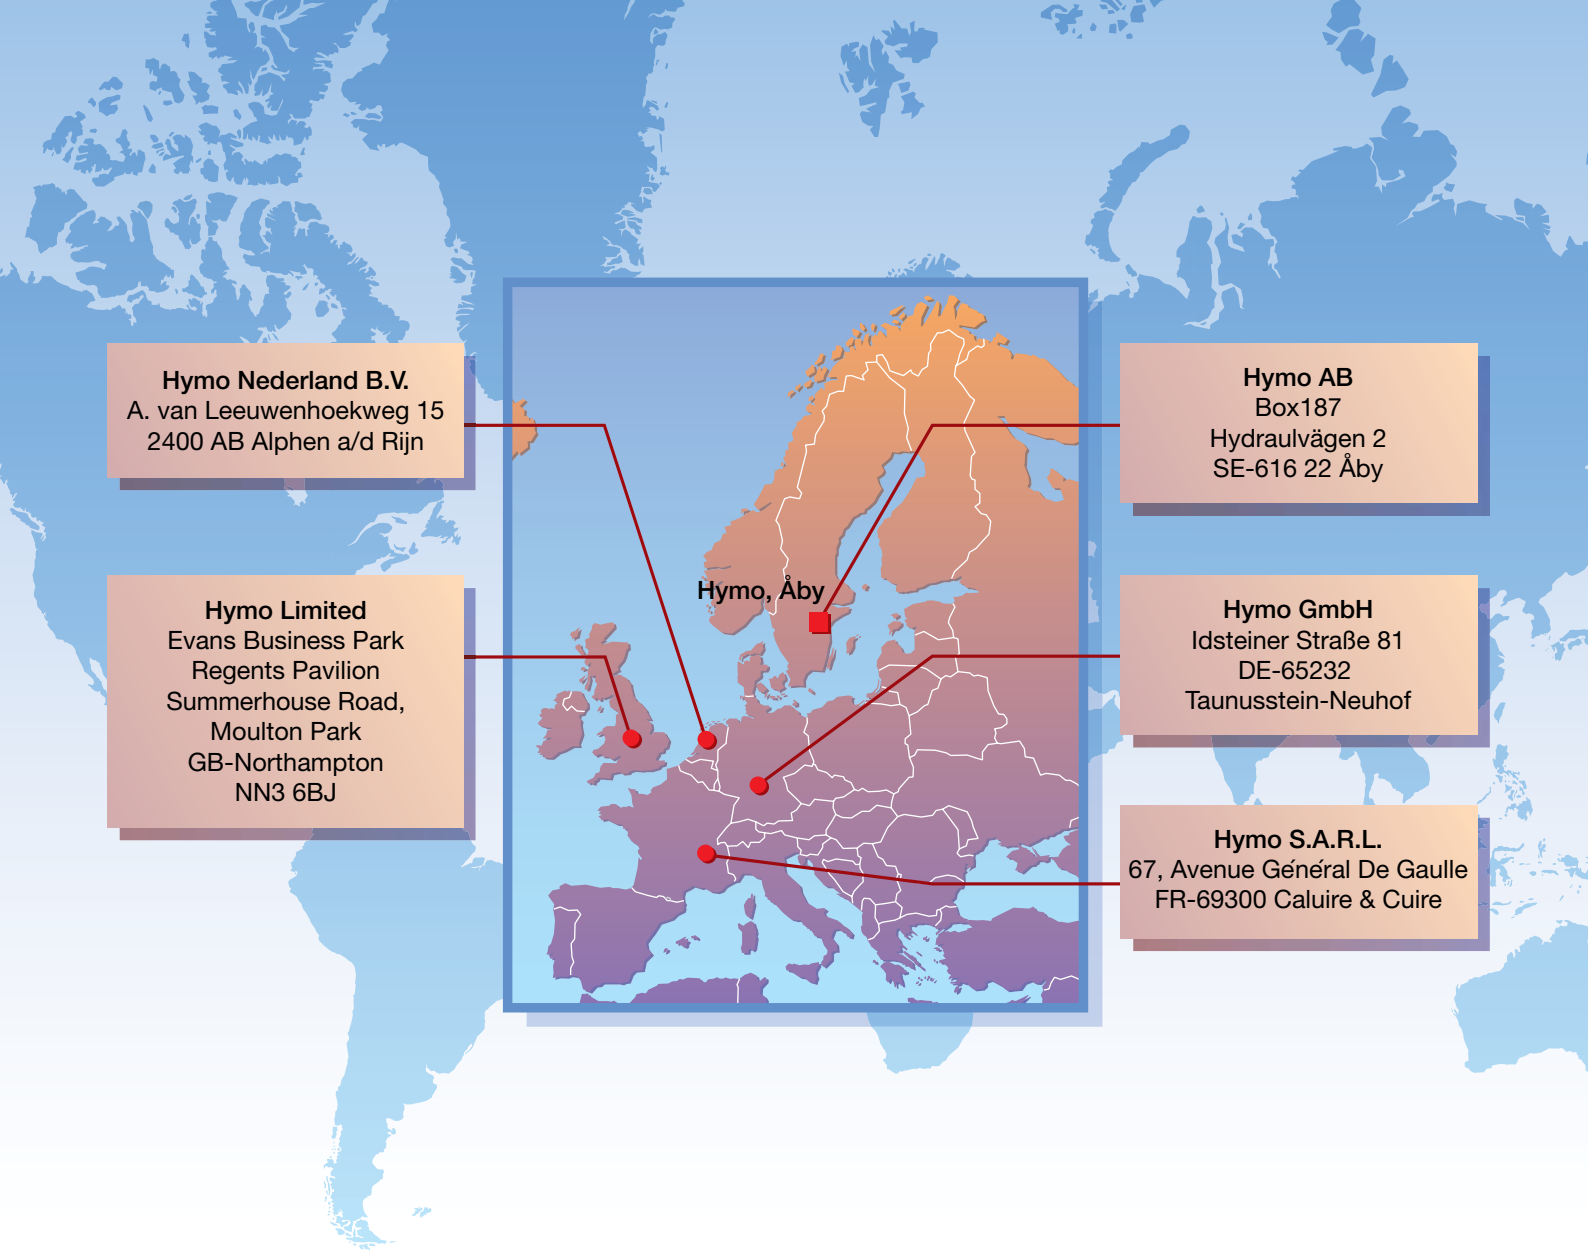 Hymo Nederland B.V.
A. van Leeuwenhoekweg 15
2400 AB Alphen a/d Rijn
Hymo Limited
Evans Business Park
Regents Pavilion
Summerhouse Road,
Moulton Park
GB-Northampton
NN3 6BJ
Hymo, Åby
Hymo AB
Box187
Hydraulvägen 2
SE-616 22 Åby
Hymo GmbH
Idsteiner Straße 81
DE-65232
Taunusstein-Neuhof
Hymo S.A.R.L.
67, Avenue Général De Gaulle
FR-69300 Caluire & Cuire